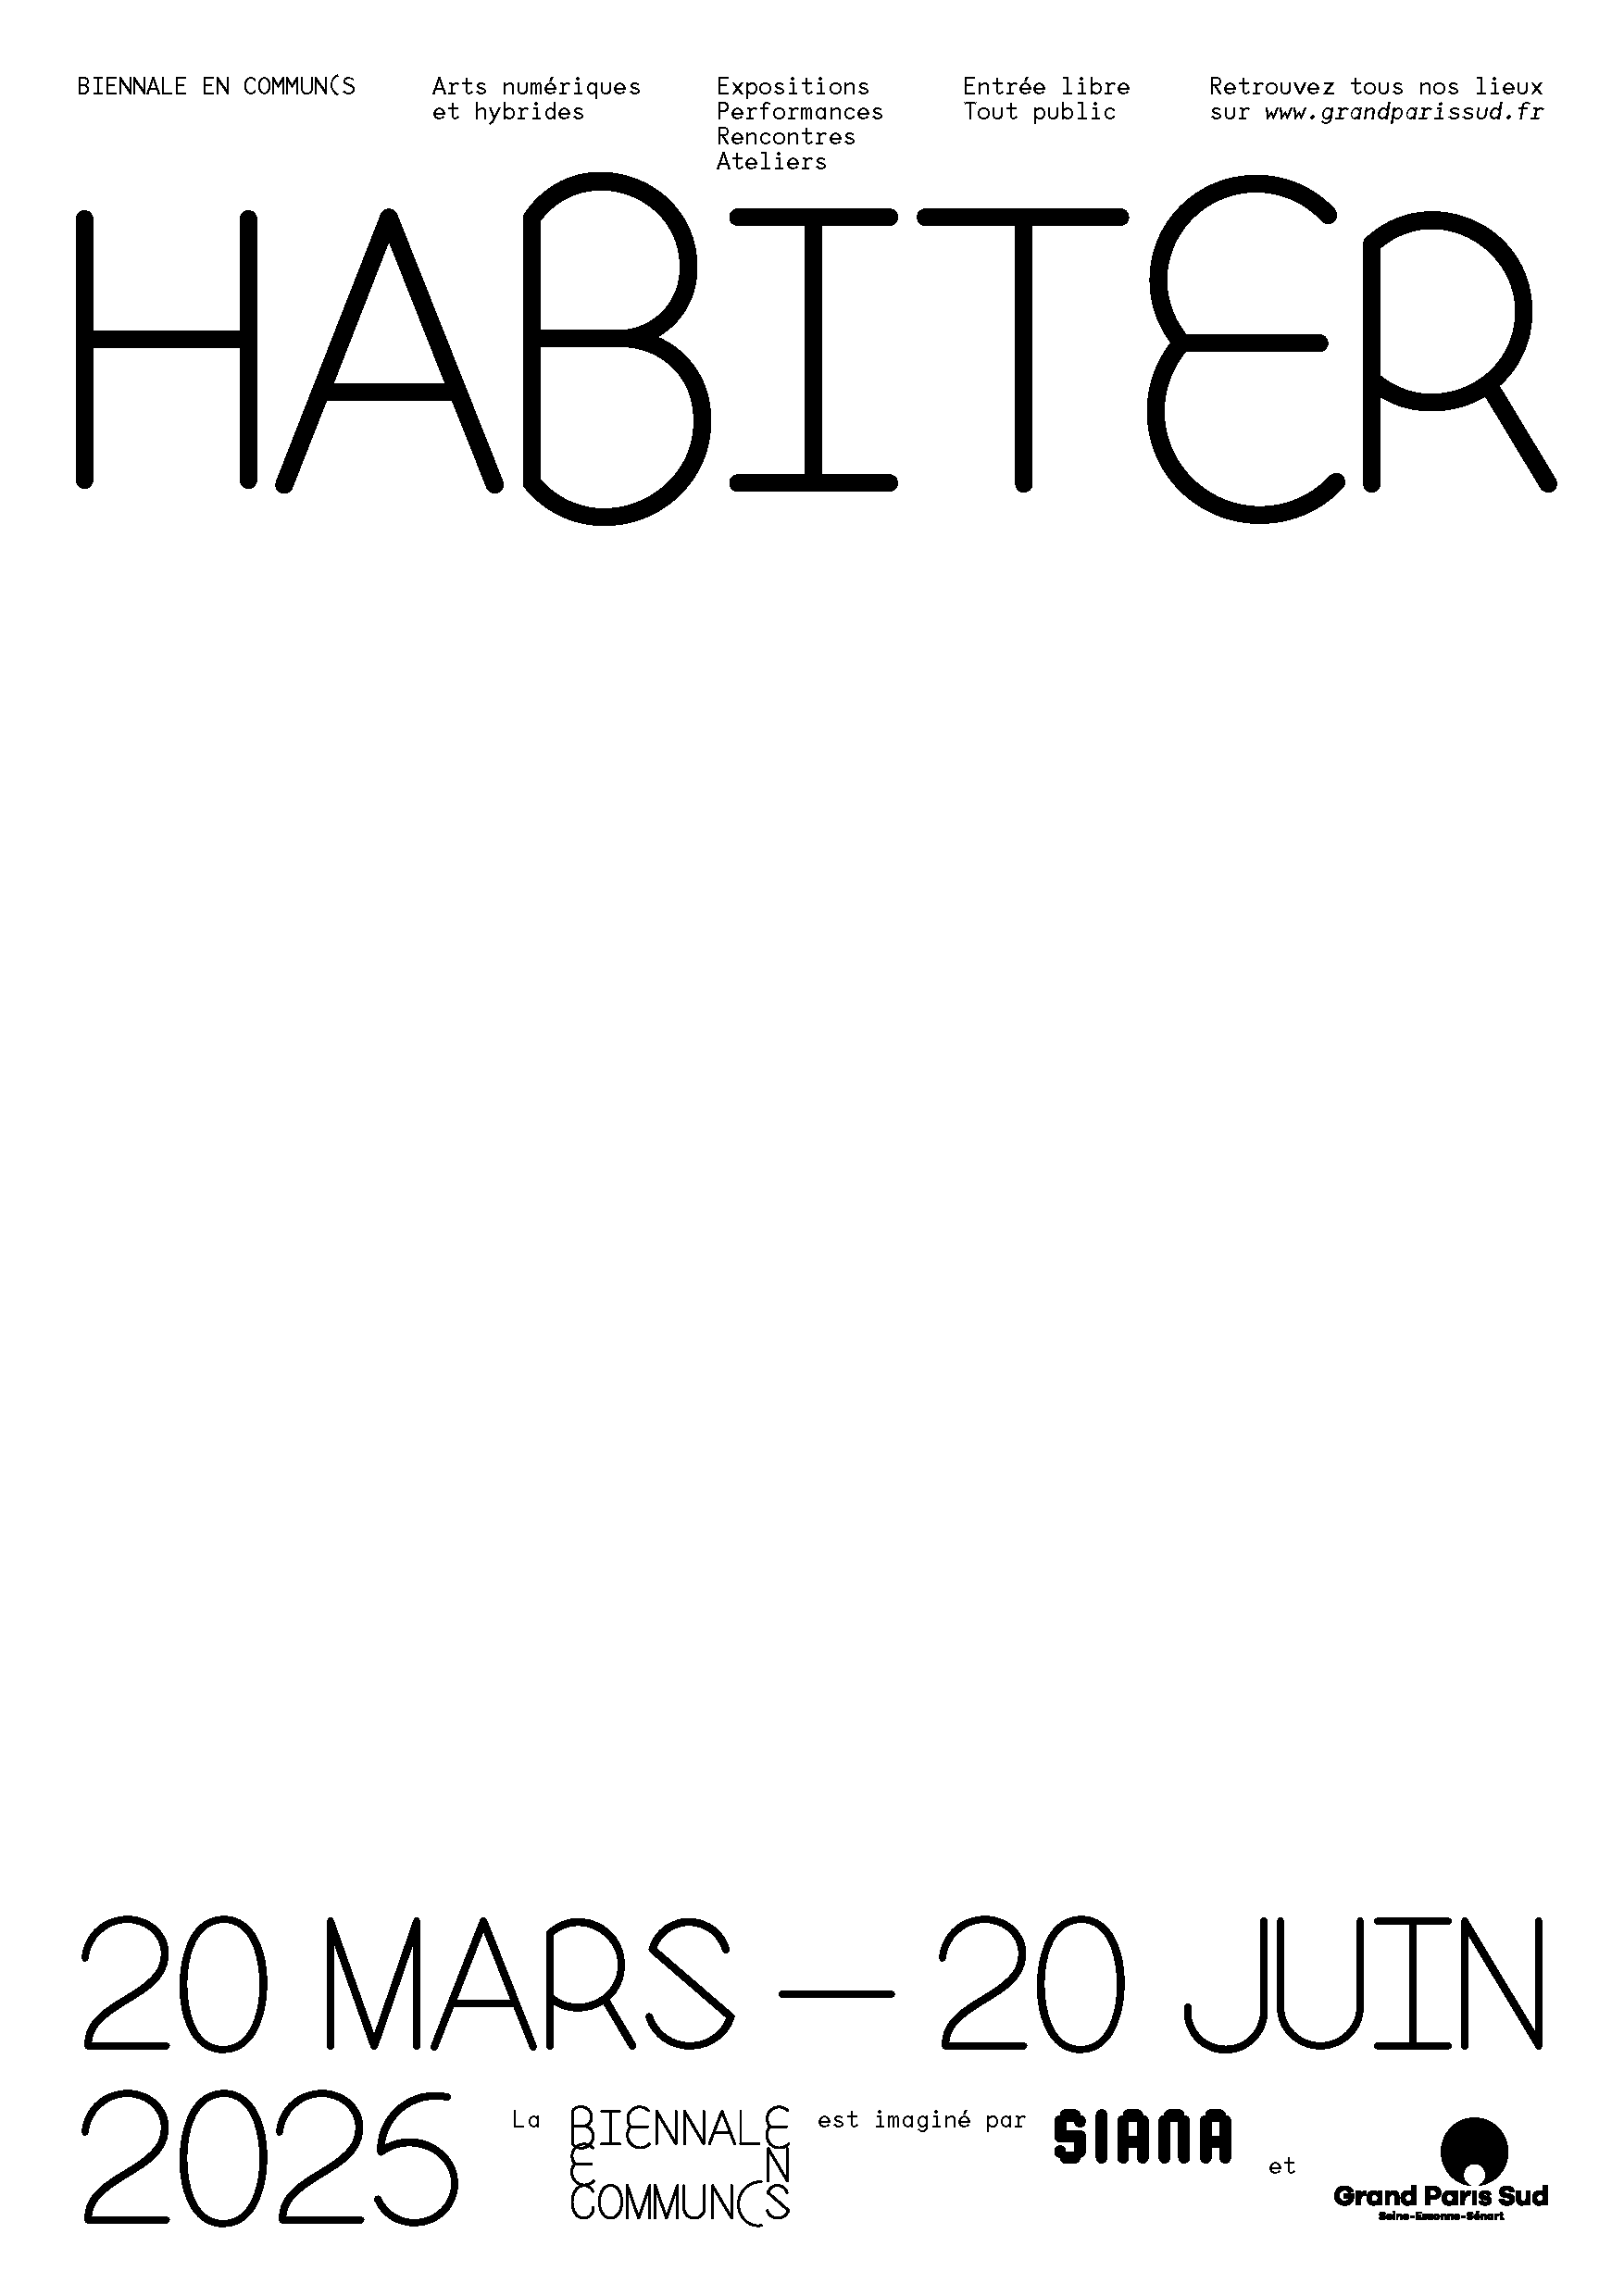 BIENNALE EN COMMUN(S
Arts numériques
et hybrides
Expositions
Performances
Rencontres
Ateliers
Entrée libre
Tout public
Retrouvez tous nos lieux
sur www.grandparissud.fr
HABITER
20 MARS — 20 JUIN
2025
La
BIENNALE
EN
COMMUN(S
est imaginé par
SIANA
et
Grand Paris Sud
Seine-Essonne-Sénart